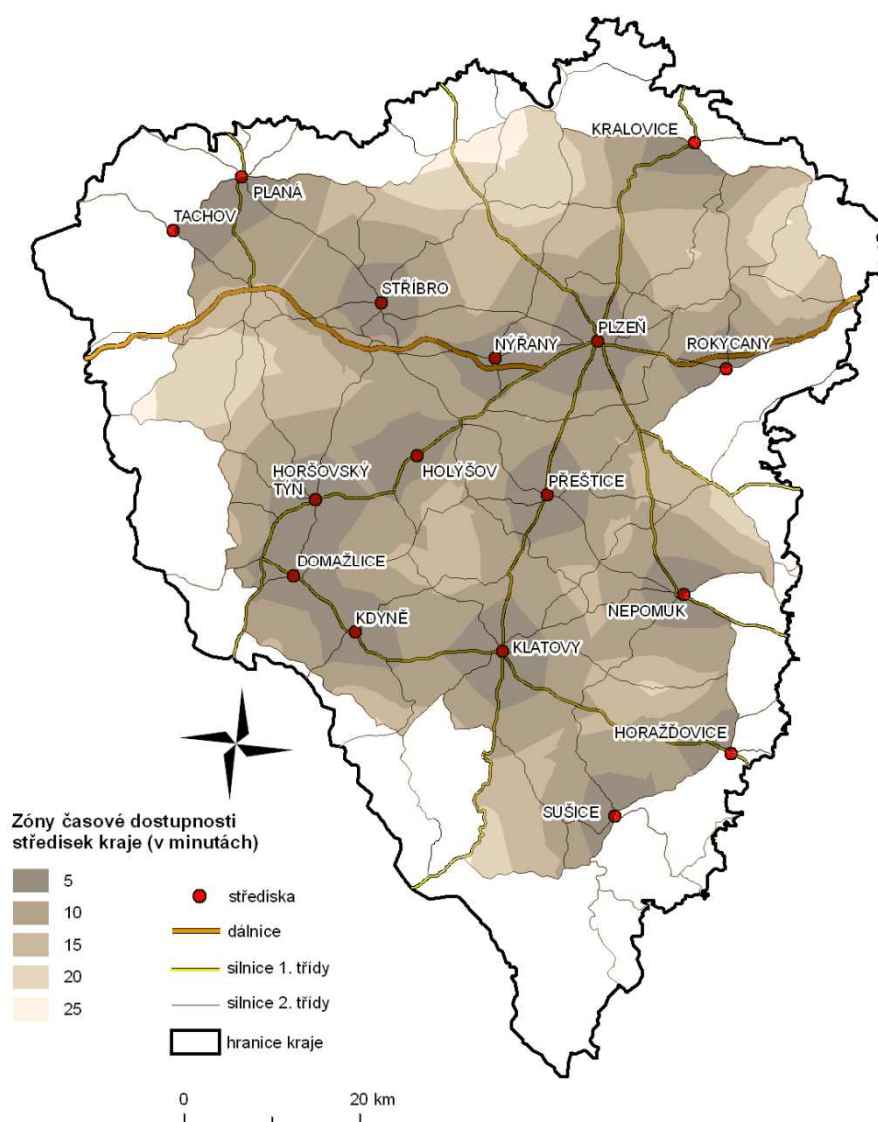 KRALOVICE
PLANÁ
TACHOV
STŘÍBRO
PLZEŇ
NÝŘANY
ROKYCANY
HORŠOVSKÝ
TÝN
HOLÝŠOV
PŘEŠTICE
DOMAŽLICE
KDYNĚ
NEPOMUK
KLATOVY
HORAŽĎOVICE
SUŠICE
Zóny časové dostupnosti
středisek kraje (v minutách)
5
10
15
20
25
střediska
dálnice
silnice 1. třídy
silnice 2. třídy
hranice kraje
0 20 km